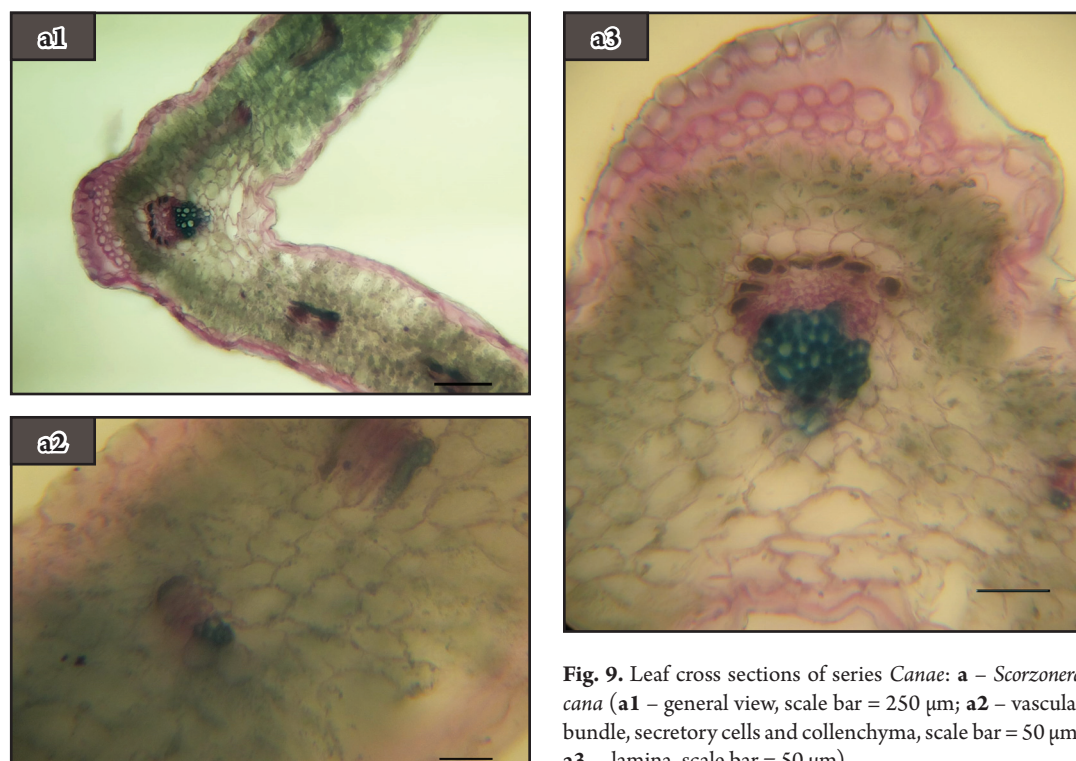 a1
a3
a2
Fig. 9. Leaf cross sections of series Canae: a – Scorzonera
cana (a1 – general view, scale bar = 250 μm; a2 – vascula
bundle, secretory cells and collenchyma, scale bar = 50 μm
a3 – lamina, scale bar = 50 μm)